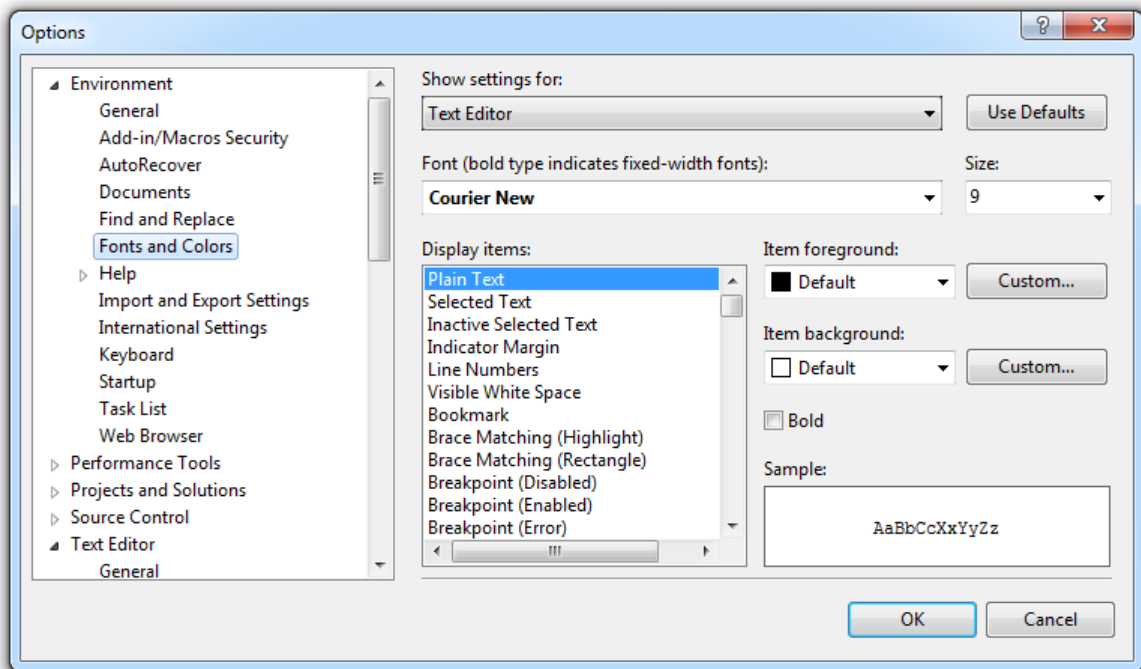 Options
Environment
General
Add-in/Macros Security
AutoRecover
Documents
Find and Replace
Fonts and Colors
Help
Import and Export Settings
International Settings
Keyboard
Startup
Task List
Web Browser
Performance Tools
Projects and Solutions
Source Control
Text Editor
General
Show settings for:
Text Editor
Use Defaults
Font (bold type indicates fixed-width fonts):
Size:
Courier New
9
Display items:
Plain Text
Selected Text
Inactive Selected Text
Indicator Margin
Line Numbers
Visible White Space
Bookmark
Brace Matching (Highlight)
Brace Matching (Rectangle)
Breakpoint (Disabled)
Breakpoint (Enabled)
Breakpoint (Error)
Item foreground:
Default
Custom...
Item background:
Default
Custom...
Bold
Sample:
AaBbCcXxYyZz
OK
Cancel